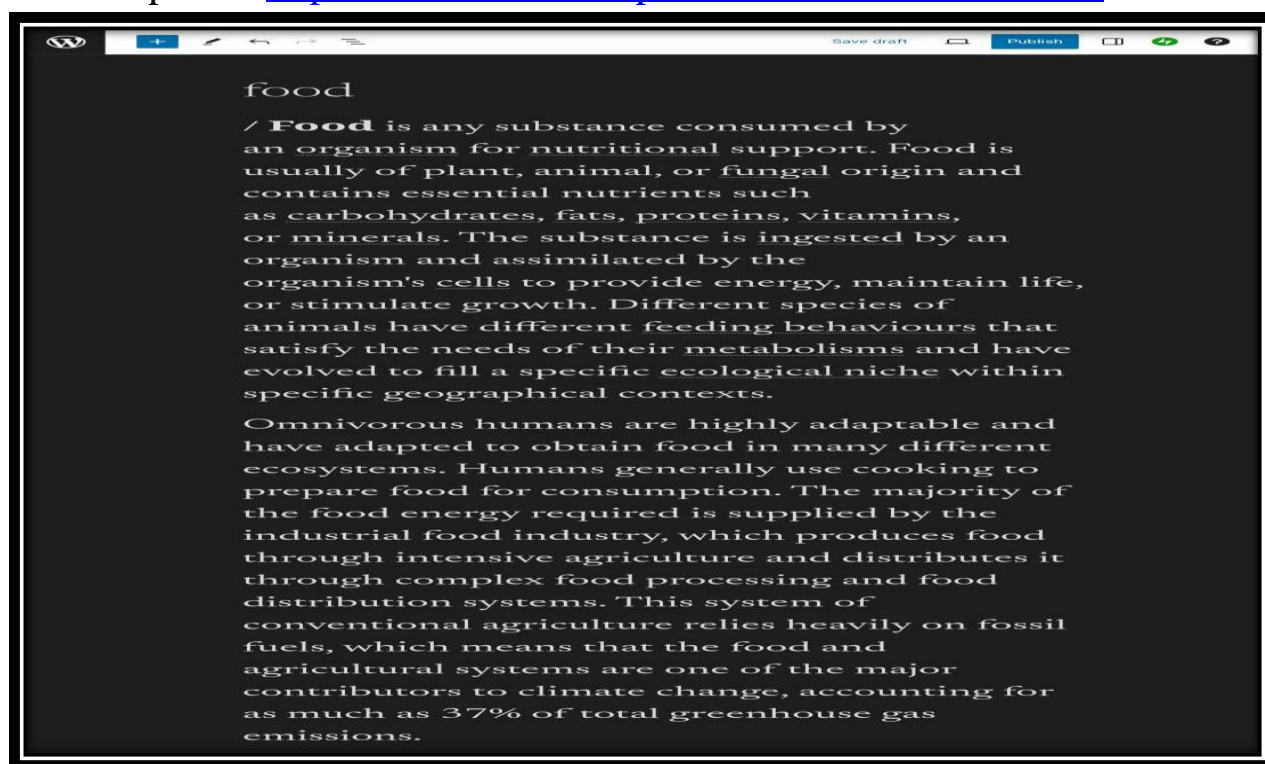 Save draft Publish
food
/ Food is any substance consumed by
an organism for nutritional support. Food is
usually of plant, animal, or fungal origin and
contains essential nutrients such
as carbohydrates, fats, proteins, vitamins,
or minerals. The substance is ingested by an
organism and assimilated by the
organism's cells to provide energy, maintain life,
or stimulate growth. Different species of
animals have different feeding behaviours that
satisfy the needs of their metabolisms and have
evolved to fill a specific ecological niche within
specific geographical contexts.
Omnivorous humans are highly adaptable and
have adapted to obtain food in many different
ecosystems. Humans generally use cooking to
prepare food for consumption. The majority of
the food energy required is supplied by the
industrial food industry, which produces food
through intensive agriculture and distributes it
through complex food processing and food
distribution systems. This system of
conventional agriculture relies heavily on fossil
fuels, which means that the food and
agricultural systems are one of the major
contributors to climate change, accounting for
as much as 37% of total greenhouse gas
emissions.